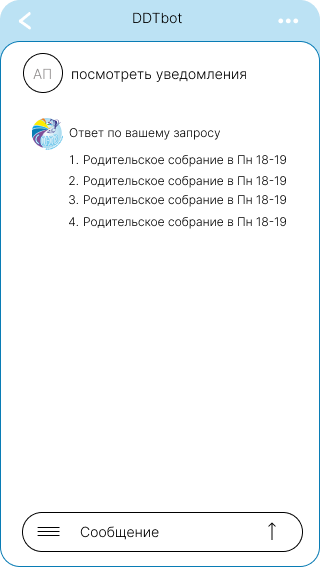 DDTbot
АП посмотреть уведомления
Ответ по вашему запросу
1. Родительское собрание в Пн 18-19
2. Родительское собрание в Пн 18-19
3. Родительское собрание в Пн 18-19
4. Родительское собрание в Пн 18-19
Сообщение